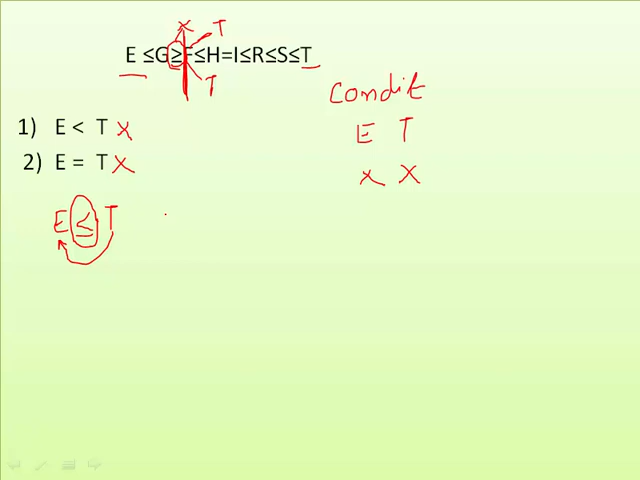 x T
E ≤G≥F≤H=I≤R≤S≤T
T
Condit
1) E < T x
E T
2) E = T x
x x
E ≤ T